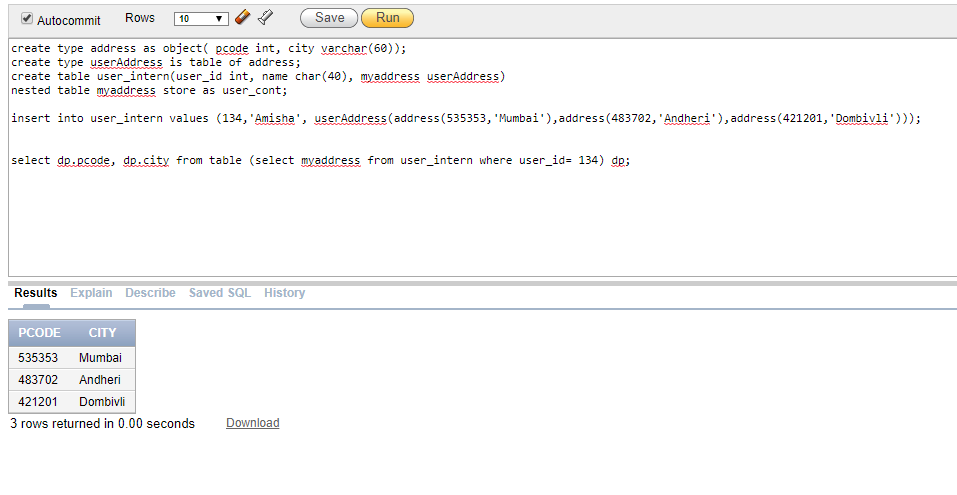 Autocommit Rows 10 Save Run
create type address as object( pcode int, city varchar(60));
create type userAddress is table of address;
create table user_intern(user_id int, name char(40), myaddress userAddress)
nested table myaddress store as user_cont;
insert into user_intern values (134,'Amisha', userAddress(address(535353,'Mumbai'),address(483702,'Andheri'),address(421201,'Dombivli')));
select dp.pcode, dp.city from table (select myaddress from user_intern where user_id= 134) dp;
Results Explain Describe Saved SQL History
PCODE CITY
535353 Mumbai
483702 Andheri
421201 Dombivli
3 rows returned in 0.00 seconds Download